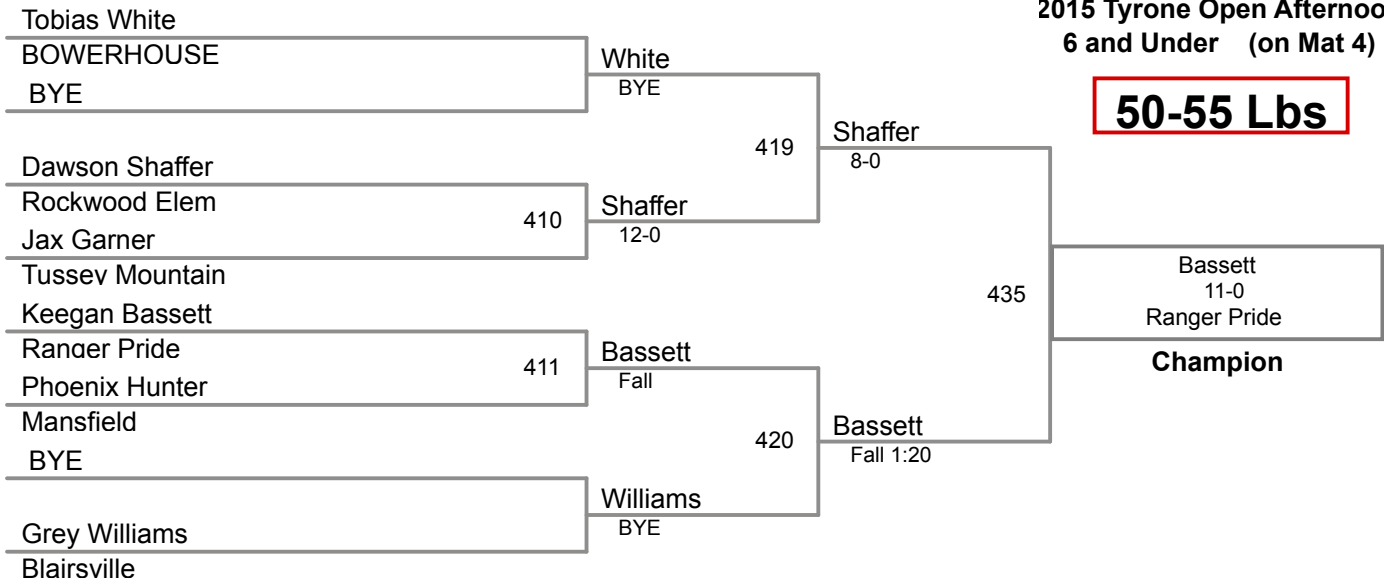 Tobias White
BOWERHOUSE
BYE
Dawson Shaffer
Rockwood Elem
Jax Garner
Tussey Mountain
Keegan Bassett
Ranger Pride
Phoenix Hunter
Mansfield
BYE
Grey Williams
Blairsville
410
411
White
BYE
Shaffer
12-0
Bassett
Fall
Williams
BYE
419
420
Shaffer
8-0
Bassett
Fall 1:20
435
2015 Tyrone Open Afternoo
6 and Under (on Mat 4)
50-55 Lbs
Bassett
11-0
Ranger Pride
Champion